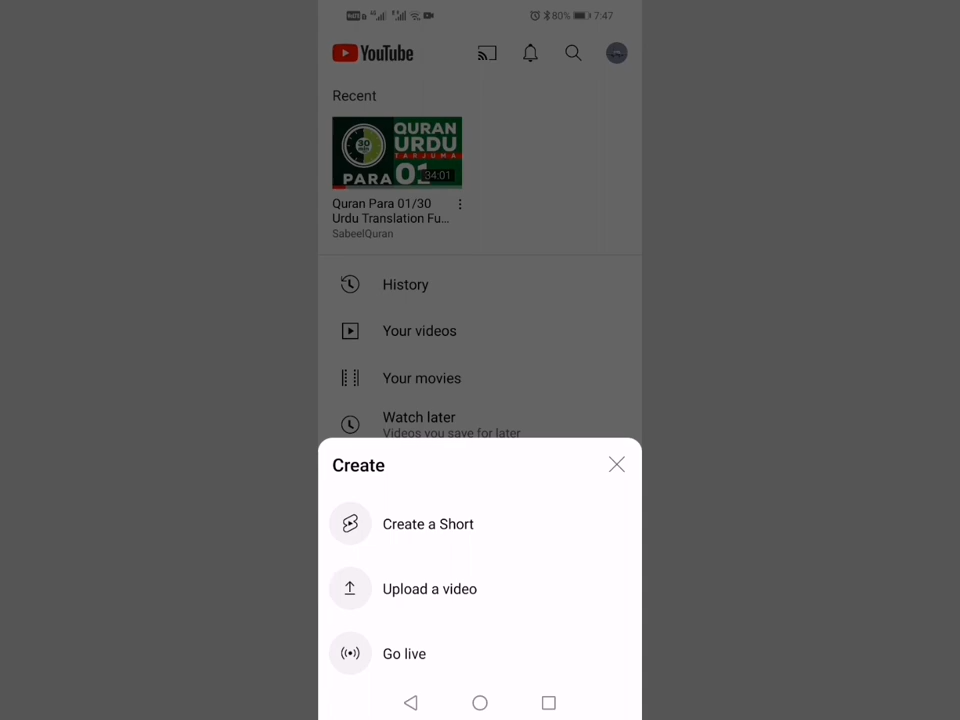 80% 7:47
YouTube
Recent
QURAN
30
URDU
TARJUMA
PARA 01
34:01
Quran Para 01/30
Urdu Translation Fu...
SabeelQuran
History
Your videos
Your movies
Watch later
Videos you save for later
Create
Create a Short
Upload a video
Go live